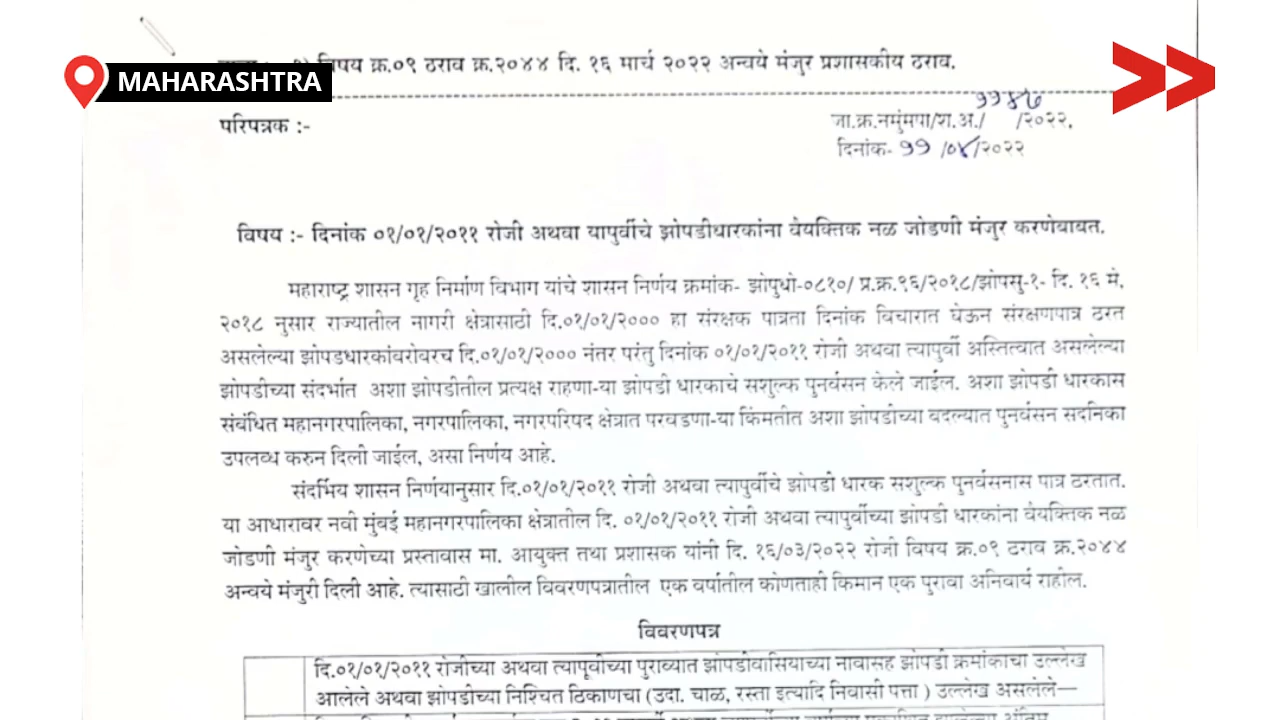 विषय क्र.०९ ठराव क्र.२०४४ दि. १६ मार्च २०२२ अन्वये मंजुर प्रशासकीय ठराव.
MAHARASHTRA
परिपत्रक :-
जा.क्र.नमुंमपा/श.अ./ /२०२२,
दिनांक- ११/०४/२०२२
विषय :- दिनांक ०१/०१/२०११ रोजी अथवा यापुर्वीचे झोपडीधारकांना वैयक्तिक नळ जोडणी मंजुर करणेबाबत.
महाराष्ट्र शासन गृह निर्माण विभाग यांचे शासन निर्णय क्रमांक- झोपुधो-०८१०/ प्र.क्र.९६/२०१८/झोपसु-१- दि. १६ मे,
२०१८ नुसार राज्यातील नागरी क्षेत्रासाठी दि.०१/०१/२००० हा संरक्षक पात्रता दिनांक विचारात घेऊन संरक्षणपात्र ठरत
असलेल्या झोपडधारकांबरोबरच दि.०१/०१/२००० नंतर परंतु दिनांक ०१/०१/२०११ रोजी अथवा त्यापुर्वी अस्तित्वात असलेल्या
झोपडीच्या संदर्भात अशा झोपडीतील प्रत्यक्ष राहणा-या झोपडी धारकाचे सशुल्क पुनर्वसन केले जाईल. अशा झोपडी धारकास
संबंधित महानगरपालिका, नगरपालिका, नगरपरिषद क्षेत्रात परवडणा-या किंमतीत अशा झोपडीच्या बदल्यात पुनर्वसन सदनिका
उपलब्ध करुन दिली जाईल, असा निर्णय आहे.
संदर्भिय शासन निर्णयानुसार दि.०१/०१/२०११ रोजी अथवा त्यापुर्वीचे झोपडी धारक सशुल्क पुनर्वसनास पात्र ठरतात.
या आधारावर नवी मुंबई महानगरपालिका क्षेत्रातील दि. ०१/०१/२०११ रोजी अथवा त्यापुर्वीच्या झोपडी धारकांना वैयक्तिक नळ
जोडणी मंजुर करणेच्या प्रस्तावास मा. आयुक्त तथा प्रशासक यांनी दि. १६/०३/२०२२ रोजी विषय क्र.०९ ठराव क्र.२०४४
अन्वये मंजुरी दिली आहे. त्यासाठी खालील विवरणपत्रातील एक वर्षातील कोणताही किमान एक पुरावा अनिवार्य राहील.
विवरणपत्र
दि.०१/०१/२०११ रोजीच्या अथवा त्यापूर्वीच्या पुराव्यात झोपडीवासियाच्या नावासह झोपडी क्रमांकाचा उल्लेख
आलेले अथवा झोपडीच्या निश्चित ठिकाणचा (उदा. चाळ, रस्ता इत्यादि निवासी पत्ता ) उल्लेख असलेले—